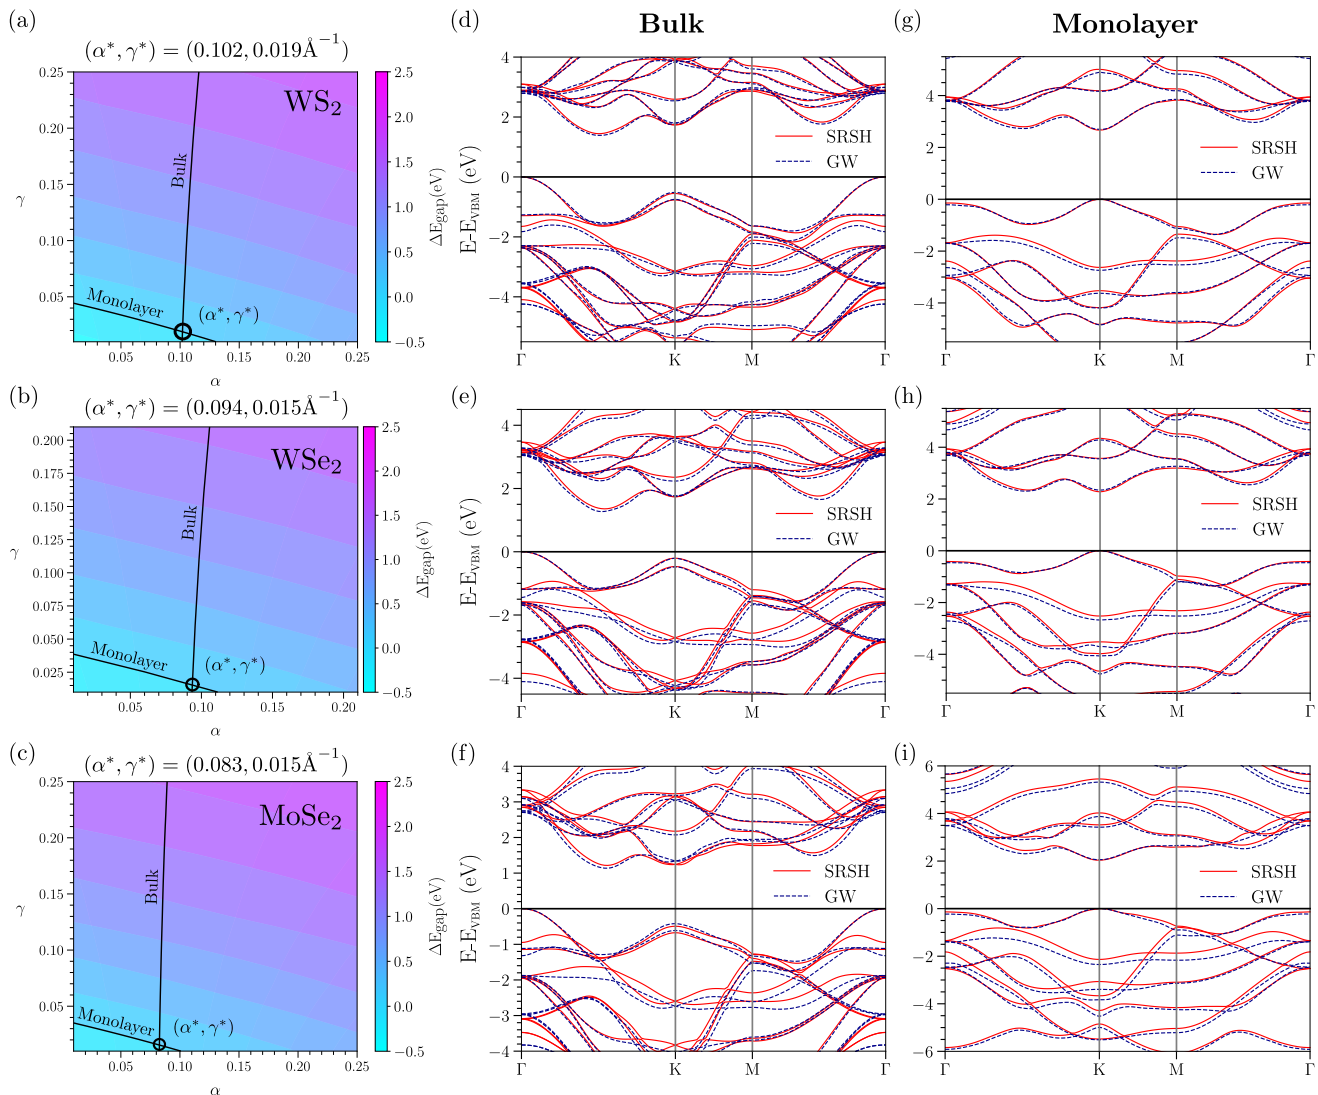 (a)
(α*, γ*) = (0.102, 0.019Å⁻¹)
WS₂
Bulk
Monolayer
(α*, γ*)
γ
0.25
0.20
0.15
0.10
0.05
0.05 0.10 0.15 0.20 0.25
α
2.5
2.0
1.5
1.0
0.5
0.0
−0.5
ΔE_gap(eV)
(d)
Bulk
E-E_VBM (eV)
4
2
0
−2
−4
SRSH
GW
Γ K M Γ
(g)
Monolayer
4
2
0
−2
−4
SRSH
GW
Γ K M Γ
(b)
(α*, γ*) = (0.094, 0.015Å⁻¹)
WSe₂
Bulk
Monolayer
(α*, γ*)
γ
0.200
0.175
0.150
0.125
0.100
0.075
0.050
0.025
0.05 0.10 0.15 0.20
α
2.5
2.0
1.5
1.0
0.5
0.0
−0.5
ΔE_gap(eV)
(e)
E-E_VBM (eV)
4
2
0
−2
−4
SRSH
GW
Γ K M Γ
(h)
4
2
0
−2
−4
SRSH
GW
Γ K M Γ
(c)
(α*, γ*) = (0.083, 0.015Å⁻¹)
MoSe₂
Bulk
Monolayer
(α*, γ*)
γ
0.25
0.20
0.15
0.10
0.05
0.05 0.10 0.15 0.20 0.25
α
2.5
2.0
1.5
1.0
0.5
0.0
−0.5
ΔE_gap(eV)
(f)
E-E_VBM (eV)
4
3
2
1
0
−1
−2
−3
−4
SRSH
GW
Γ K M Γ
(i)
6
4
2
0
−2
−4
−6
SRSH
GW
Γ K M Γ